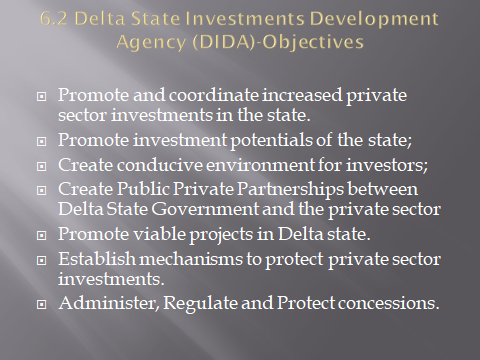 6.2 Delta State Investments Development
Agency (DIDA)-Objectives
Promote and coordinate increased private
sector investments in the state.
Promote investment potentials of the state;
Create conducive environment for investors;
Create Public Private Partnerships between
Delta State Government and the private sector
Promote viable projects in Delta state.
Establish mechanisms to protect private sector
investments.
Administer, Regulate and Protect concessions.